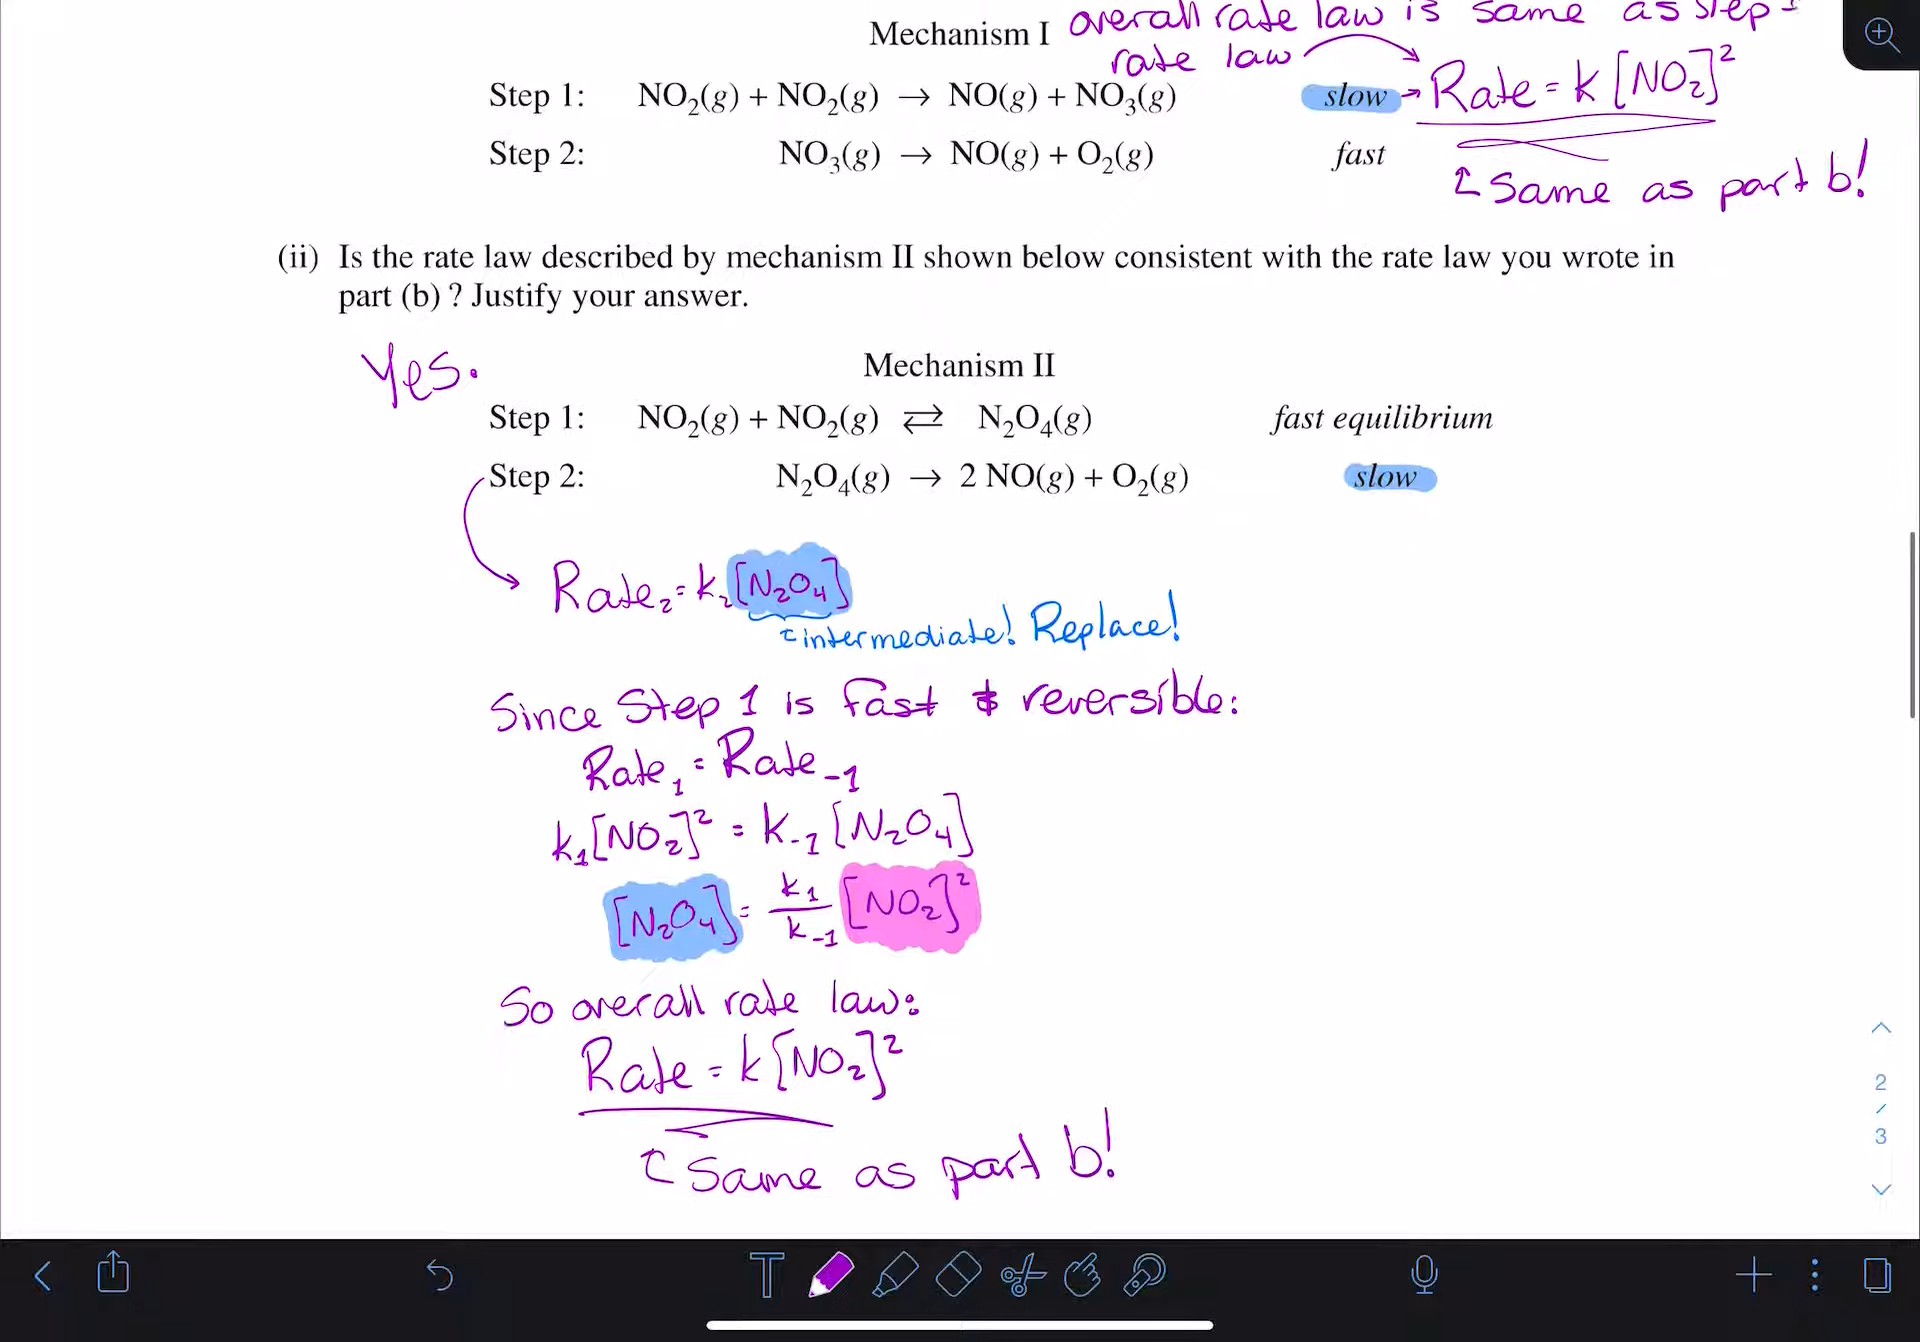 Mechanism I overall rate law is same as step
rate law
Step 1: NO₂(g) + NO₂(g) → NO(g) + NO₃(g) slow → Rate = k[NO₂]²
Step 2: NO₃(g) → NO(g) + O₂(g) fast
↑ Same as part b!
(ii) Is the rate law described by mechanism II shown below consistent with the rate law you wrote in
part (b) ? Justify your answer.
Yes.
Mechanism II
Step 1: NO₂(g) + NO₂(g) ⇄ N₂O₄(g) fast equilibrium
Step 2: N₂O₄(g) → 2 NO(g) + O₂(g) slow
Rate₂ = k₂[N₂O₄]
↑ intermediate! Replace!
Since Step 1 is fast & reversible:
Rate₁ = Rate₋₁
k₁[NO₂]² = k₋₁[N₂O₄]
[N₂O₄] = k₁/k₋₁ [NO₂]²
So overall rate law:
Rate = k[NO₂]²
↑ Same as part b!
2
/
3
T